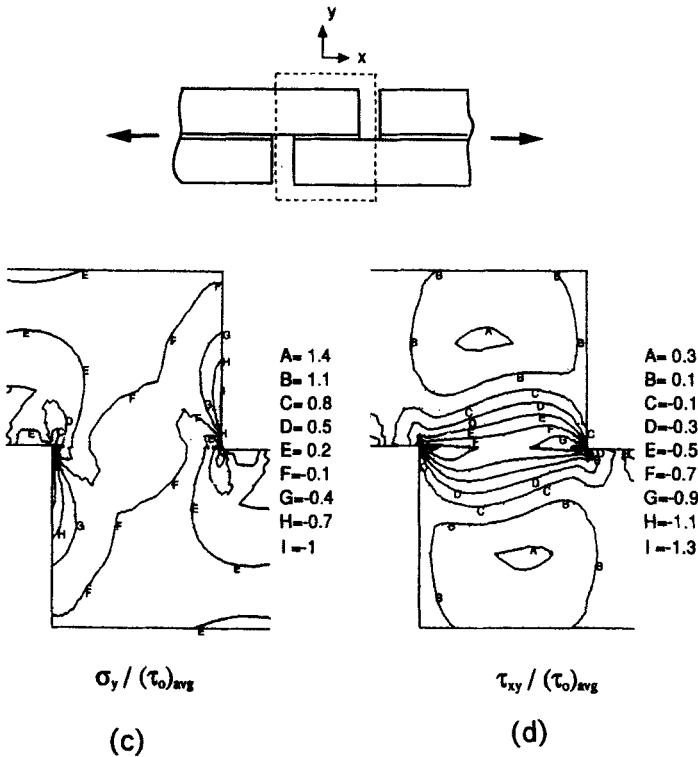 y
x
A= 1.4
B= 1.1
C= 0.8
D= 0.5
E= 0.2
F=-0.1
G=-0.4
H=-0.7
I =-1
A= 0.3
B= 0.1
C=-0.1
D=-0.3
E=-0.5
F=-0.7
G=-0.9
H=-1.1
I =-1.3
σy / (τo)avg
τxy / (τo)avg
(c)
(d)